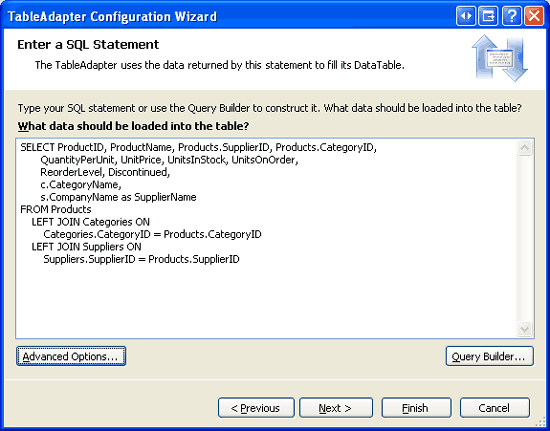 TableAdapter Configuration Wizard
Enter a SQL Statement
The TableAdapter uses the data returned by this statement to fill its DataTable.
Type your SQL statement or use the Query Builder to construct it. What data should be loaded into the table?
What data should be loaded into the table?
SELECT ProductID, ProductName, Products.SupplierID, Products.CategoryID,
QuantityPerUnit, UnitPrice, UnitsInStock, UnitsOnOrder,
ReorderLevel, Discontinued,
c.CategoryName,
s.CompanyName as SupplierName
FROM Products
LEFT JOIN Categories ON
Categories.CategoryID = Products.CategoryID
LEFT JOIN Suppliers ON
Suppliers.SupplierID = Products.SupplierID
Advanced Options... Query Builder...
< Previous Next > Finish Cancel